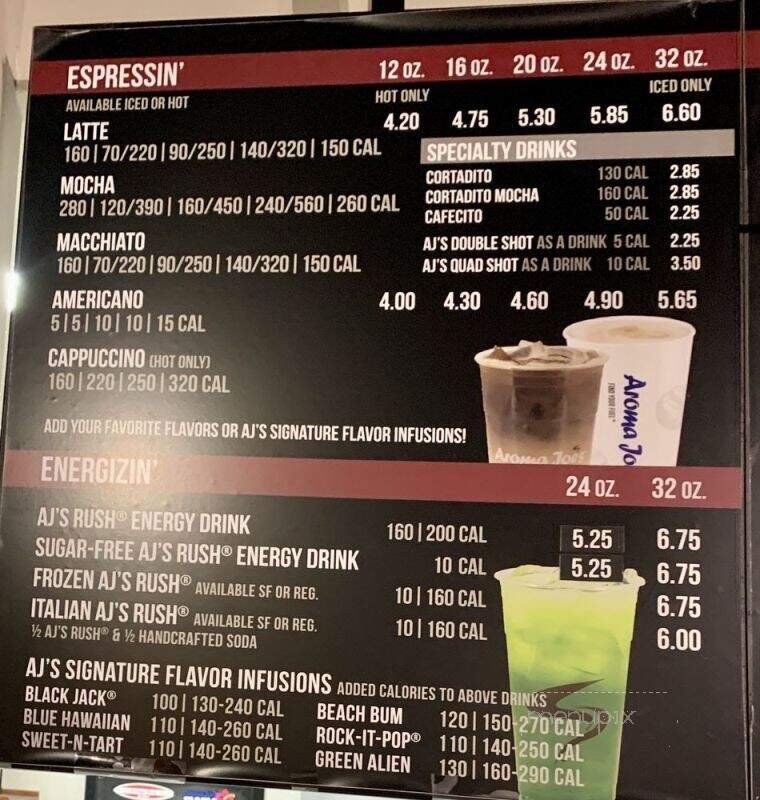 ESPRESSIN' 12 OZ. 16 OZ. 20 OZ. 24 OZ. 32 OZ.
AVAILABLE ICED OR HOT HOT ONLY ICED ONLY
LATTE 4.20 4.75 5.30 5.85 6.60
160 | 70/220 | 90/250 | 140/320 | 150 CAL
SPECIALTY DRINKS
CORTADITO 130 CAL 2.85
MOCHA
CORTADITO MOCHA 160 CAL 2.85
280 | 120/390 | 160/450 | 240/560 | 260 CAL
CAFECITO 50 CAL 2.25
MACCHIATO
AJ'S DOUBLE SHOT AS A DRINK 5 CAL 2.25
160 | 70/220 | 90/250 | 140/320 | 150 CAL
AJ'S QUAD SHOT AS A DRINK 10 CAL 3.50
AMERICANO 4.00 4.30 4.60 4.90 5.65
5 | 5 | 10 | 10 | 15 CAL
CAPPUCCINO (HOT ONLY)
160 | 220 | 250 | 320 CAL
Aroma Jo
FIND YOUR FUEL
Aroma Joe's
ADD YOUR FAVORITE FLAVORS OR AJ'S SIGNATURE FLAVOR INFUSIONS!
ENERGIZIN' 24 OZ. 32 OZ.
AJ'S RUSH® ENERGY DRINK 160 | 200 CAL 5.25 6.75
SUGAR-FREE AJ'S RUSH® ENERGY DRINK 10 CAL 5.25 6.75
FROZEN AJ'S RUSH® AVAILABLE SF OR REG. 10 | 160 CAL 6.75
ITALIAN AJ'S RUSH® AVAILABLE SF OR REG. 10 | 160 CAL 6.00
½ AJ'S RUSH® & ½ HANDCRAFTED SODA
AJ'S SIGNATURE FLAVOR INFUSIONS ADDED CALORIES TO ABOVE DRINKS
BLACK JACK® 100 | 130-240 CAL BEACH BUM 120 | 150-270 CAL
BLUE HAWAIIAN 110 | 140-260 CAL ROCK-IT-POP® 110 | 140-250 CAL
SWEET-N-TART 110 | 140-260 CAL GREEN ALIEN 130 | 160-290 CAL
menupix